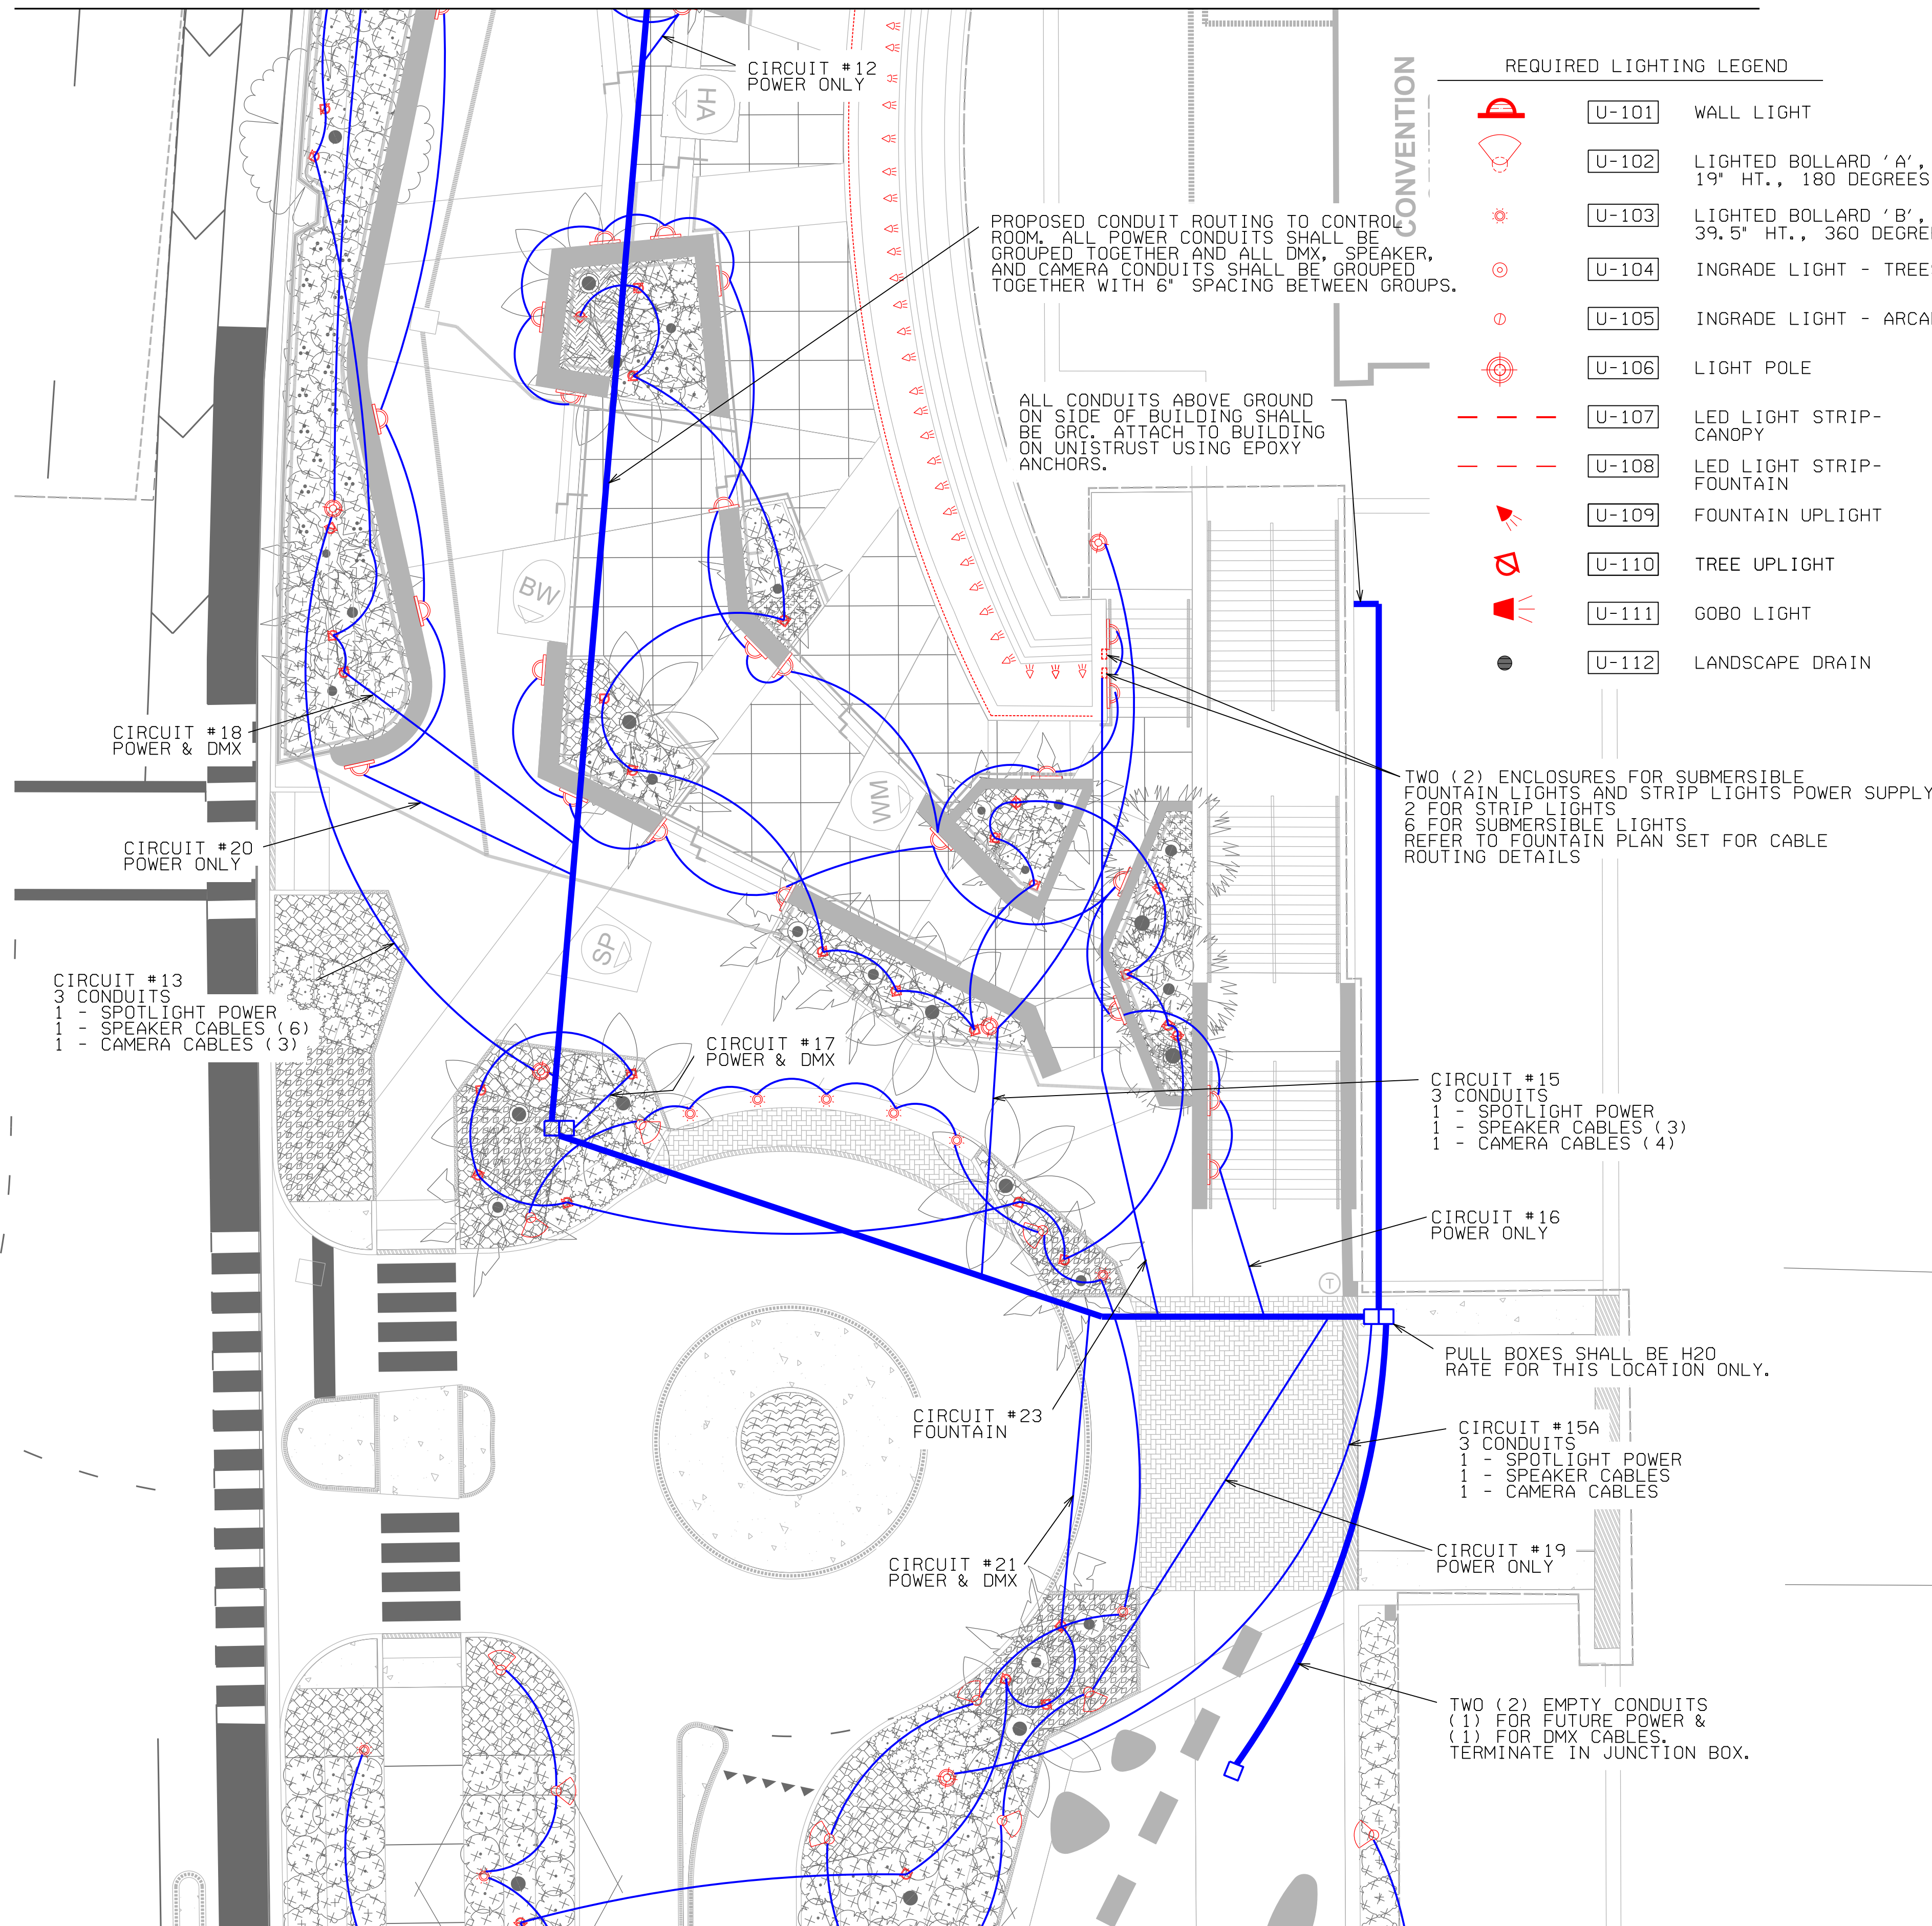 CIRCUIT #12
POWER ONLY
HA
CONVENTION
REQUIRED LIGHTING LEGEND
U-101 WALL LIGHT
U-102 LIGHTED BOLLARD 'A',
19" HT., 180 DEGREES
U-103 LIGHTED BOLLARD 'B',
39.5" HT., 360
U-104 INGRADE LIGHT -
U-105 INGRADE LIGHT -
U-106 LIGHT POLE
U-107 LED LIGHT STRIP-
CANOPY
U-108 LED LIGHT STRIP-
FOUNTAIN
U-109 FOUNTAIN UPLIGHT
U-110 TREE UPLIGHT
U-111 GOBO LIGHT
U-112 LANDSCAPE DRAIN
PROPOSED CONDUIT ROUTING TO CONTROL
ROOM. ALL POWER CONDUITS SHALL BE
GROUPED TOGETHER AND ALL DMX, SPEAKER,
AND CAMERA CONDUITS SHALL BE GROUPED
TOGETHER WITH 6" SPACING BETWEEN GROUPS.
ALL CONDUITS ABOVE GROUND
ON SIDE OF BUILDING SHALL
BE GRC. ATTACH TO BUILDING
ON UNISTRUST USING EPOXY
ANCHORS.
BW
CIRCUIT #18
POWER & DMX
WM
TWO (2) ENCLOSURES FOR SUBMERSIBLE
FOUNTAIN LIGHTS AND STRIP LIGHTS POWER SUPPLY
2 FOR STRIP LIGHTS
6 FOR SUBMERSIBLE LIGHTS
REFER TO FOUNTAIN PLAN SET FOR CABLE
ROUTING DETAILS
CIRCUIT #20
POWER ONLY
SP
CIRCUIT #13
3 CONDUITS
1 - SPOTLIGHT POWER
1 - SPEAKER CABLES (6)
1 - CAMERA CABLES (3)
CIRCUIT #17
POWER & DMX
CIRCUIT #15
3 CONDUITS
1 - SPOTLIGHT POWER
1 - SPEAKER CABLES (3)
1 - CAMERA CABLES (4)
CIRCUIT #16
POWER ONLY
T
PULL BOXES SHALL BE H20
RATE FOR THIS LOCATION ONLY.
CIRCUIT #23
FOUNTAIN
CIRCUIT #15A
3 CONDUITS
1 - SPOTLIGHT POWER
1 - SPEAKER CABLES
1 - CAMERA CABLES
CIRCUIT #19
POWER ONLY
CIRCUIT #21
POWER & DMX
TWO (2) EMPTY CONDUITS
(1) FOR FUTURE POWER &
(1) FOR DMX CABLES.
TERMINATE IN JUNCTION BOX.